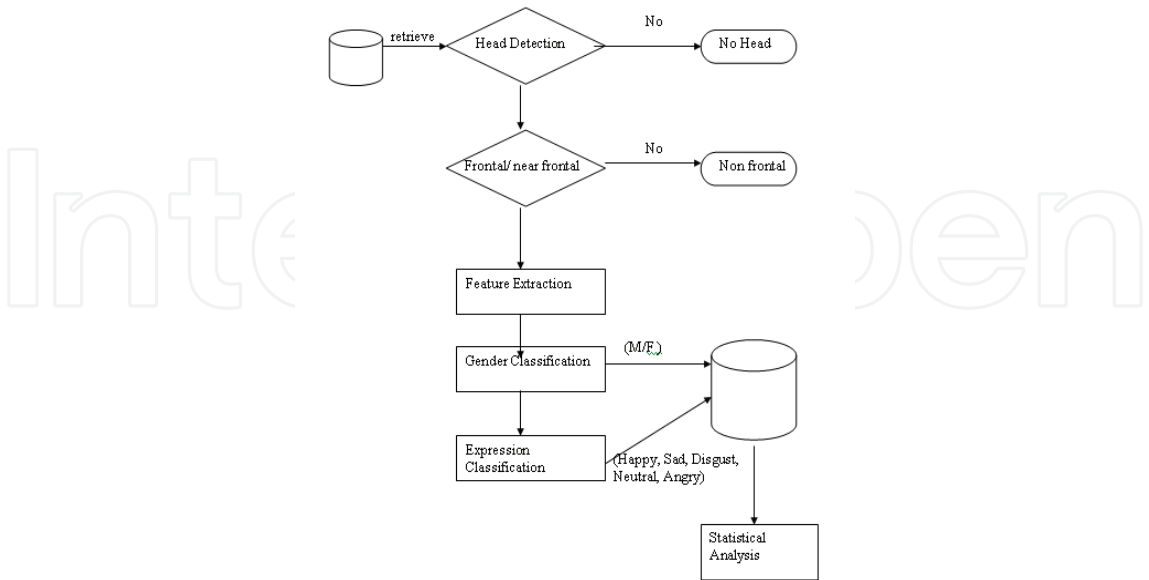 No
retrieve
Head Detection
No Head
No
Frontal/ near frontal
Non frontal
Feature Extraction
(M/F)
Gender Classification
Expression
Classification
(Happy, Sad, Disgust,
Neutral, Angry)
Statistical
Analysis